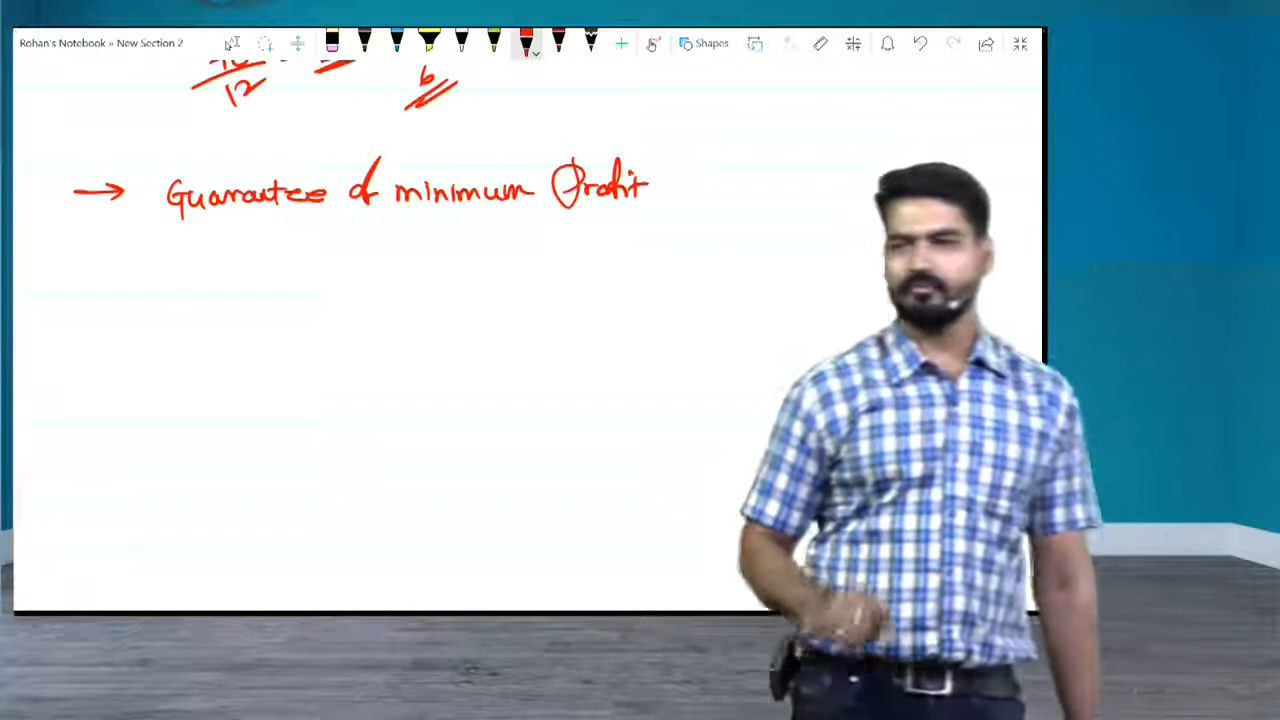 Rohan's Notebook » New Section 2
Shapes
12
6
→ Guarantee of minimum Profit